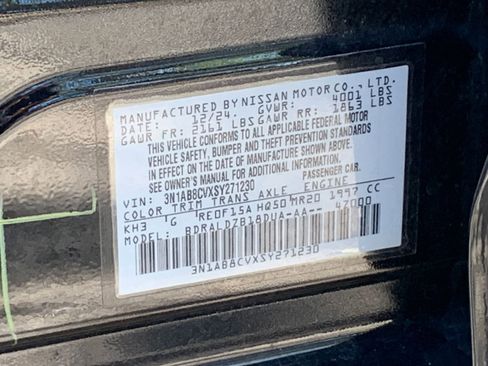 MANUFACTURED BY NISSAN MOTOR CO., LTD.
DATE: 12/24 GVWR: 4001 LBS
GAWR FR: 2161 LBS GAWR RR: 1863 LBS
THIS VEHICLE CONFORMS TO ALL APPLICABLE FEDERAL MOTOR
VEHICLE SAFETY, BUMPER AND THEFT PREVENTION STANDARDS
IN EFFECT ON THE DATE OF MANUFACTURE SHOWN ABOVE.
SEE OWNER'S MANUAL FOR MORE INFORMATION.
VIN: 3N1AB8CVXSY271230 PASSENGER CAR
COLOR TRIM TRANS AXLE ENGINE
KH3 G RE0F15A HQ50 MR20 1997 CC
MODEL: BDRALDZB18DUA-AA-- 47000
3N1AB8CVXSY271230